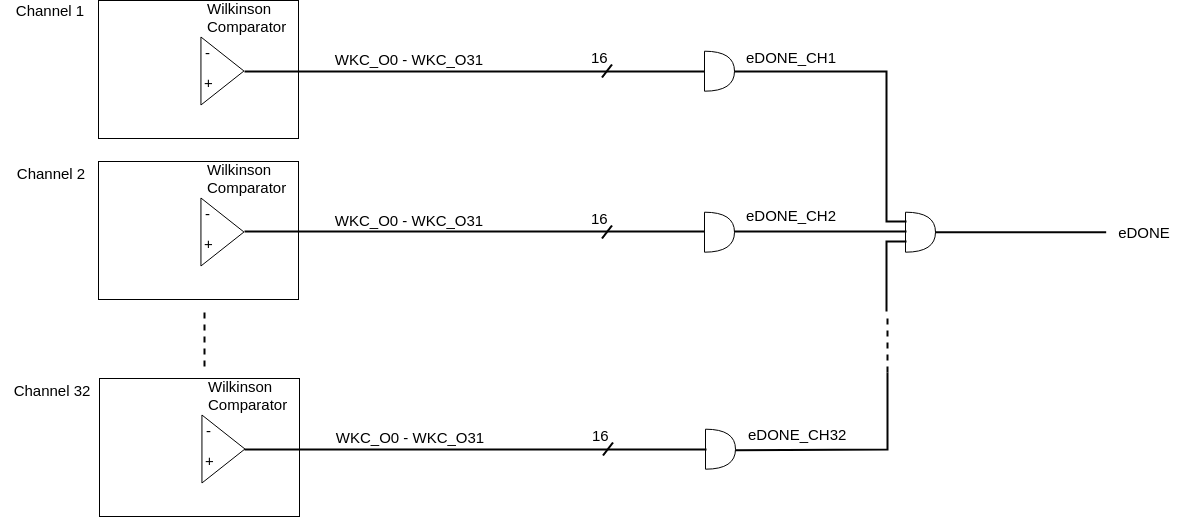 Channel 1
Wilkinson
Comparator
-
+
WKC_O0 - WKC_O31
16
eDONE_CH1
Channel 2
Wilkinson
Comparator
-
+
WKC_O0 - WKC_O31
16
eDONE_CH2
eDONE
Channel 32
Wilkinson
Comparator
-
+
WKC_O0 - WKC_O31
16
eDONE_CH32